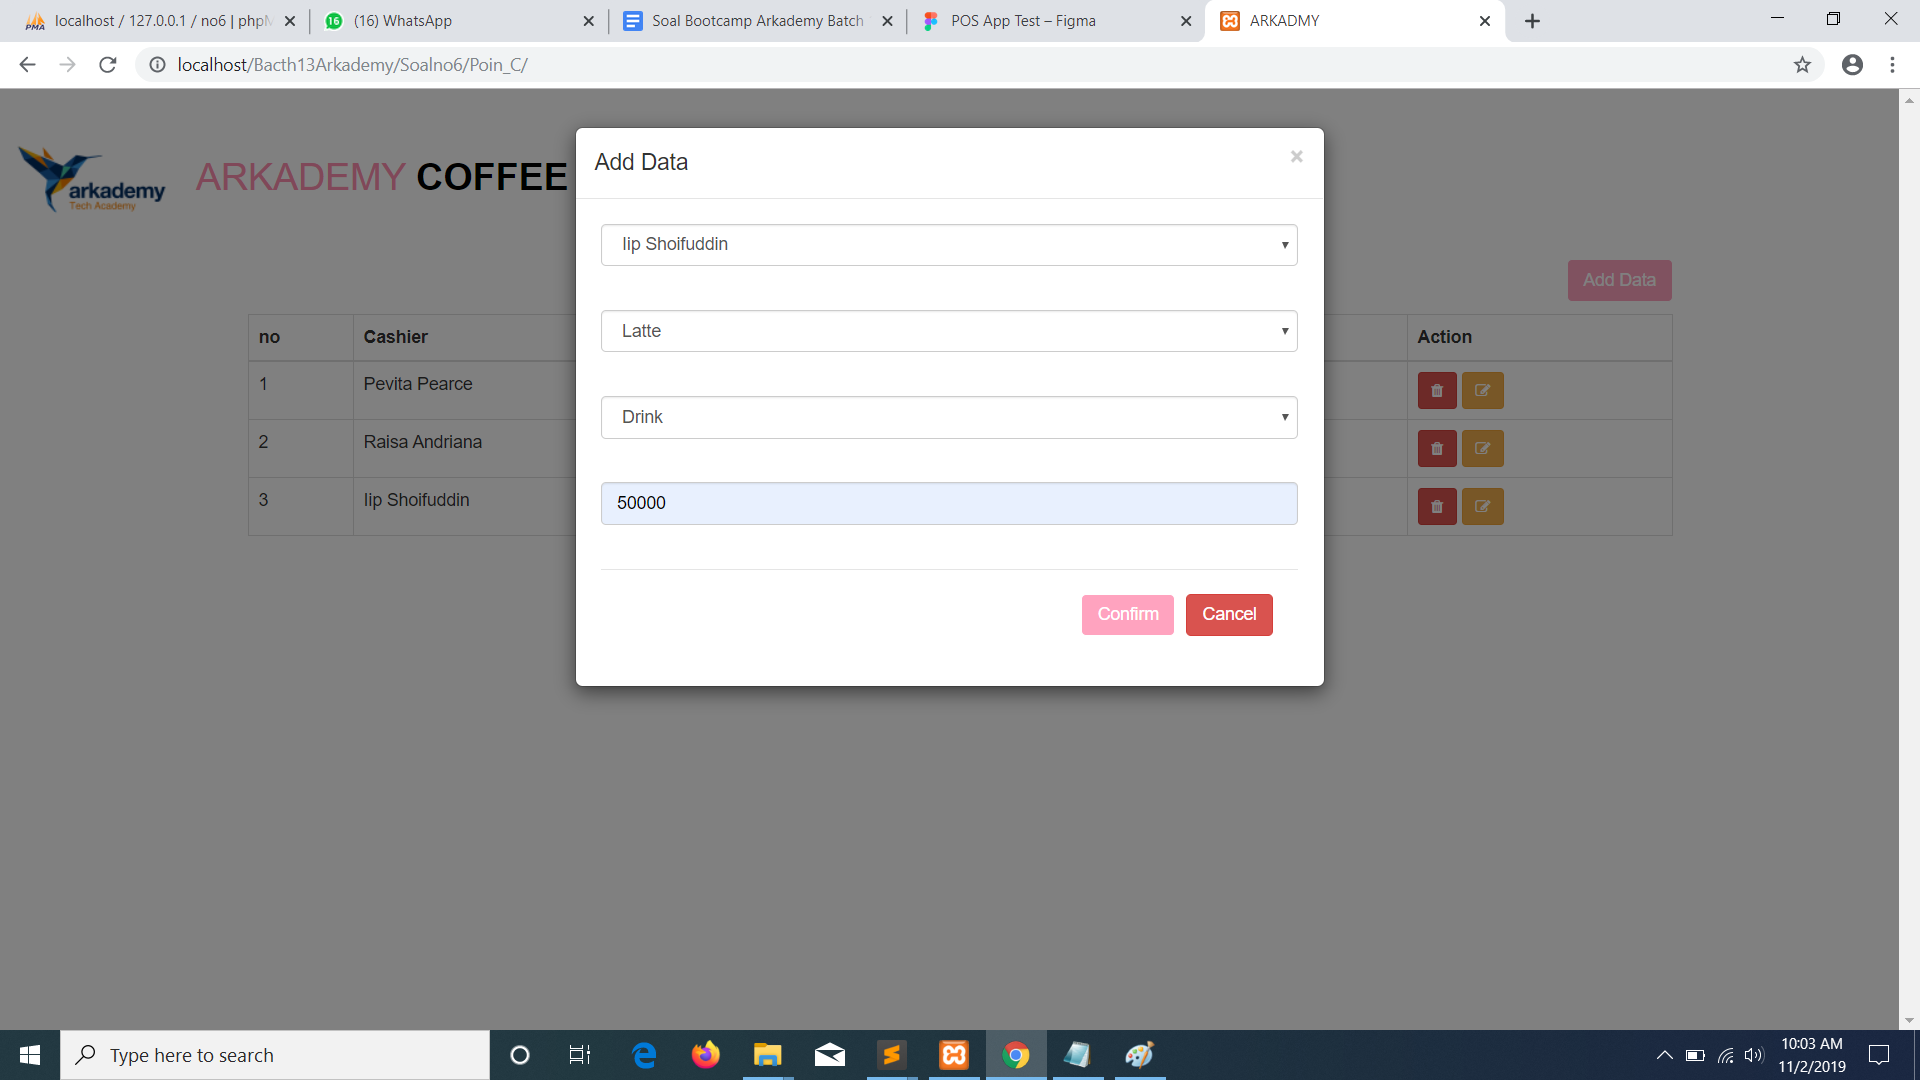 localhost / 127.0.0.1 / no6 | phpM
16 (16) WhatsApp
Soal Bootcamp Arkademy Batch
POS App Test – Figma
ARKADMY
localhost/Bacth13Arkademy/Soalno6/Poin_C/
arkademy
Tech Academy
ARKADEMY COFFEE
Add Data
×
Iip Shoifuddin
Latte
Drink
50000
Confirm Cancel
Add Data
no Cashier Action
1 Pevita Pearce
2 Raisa Andriana
3 Iip Shoifuddin
Type here to search
10:03 AM
11/2/2019